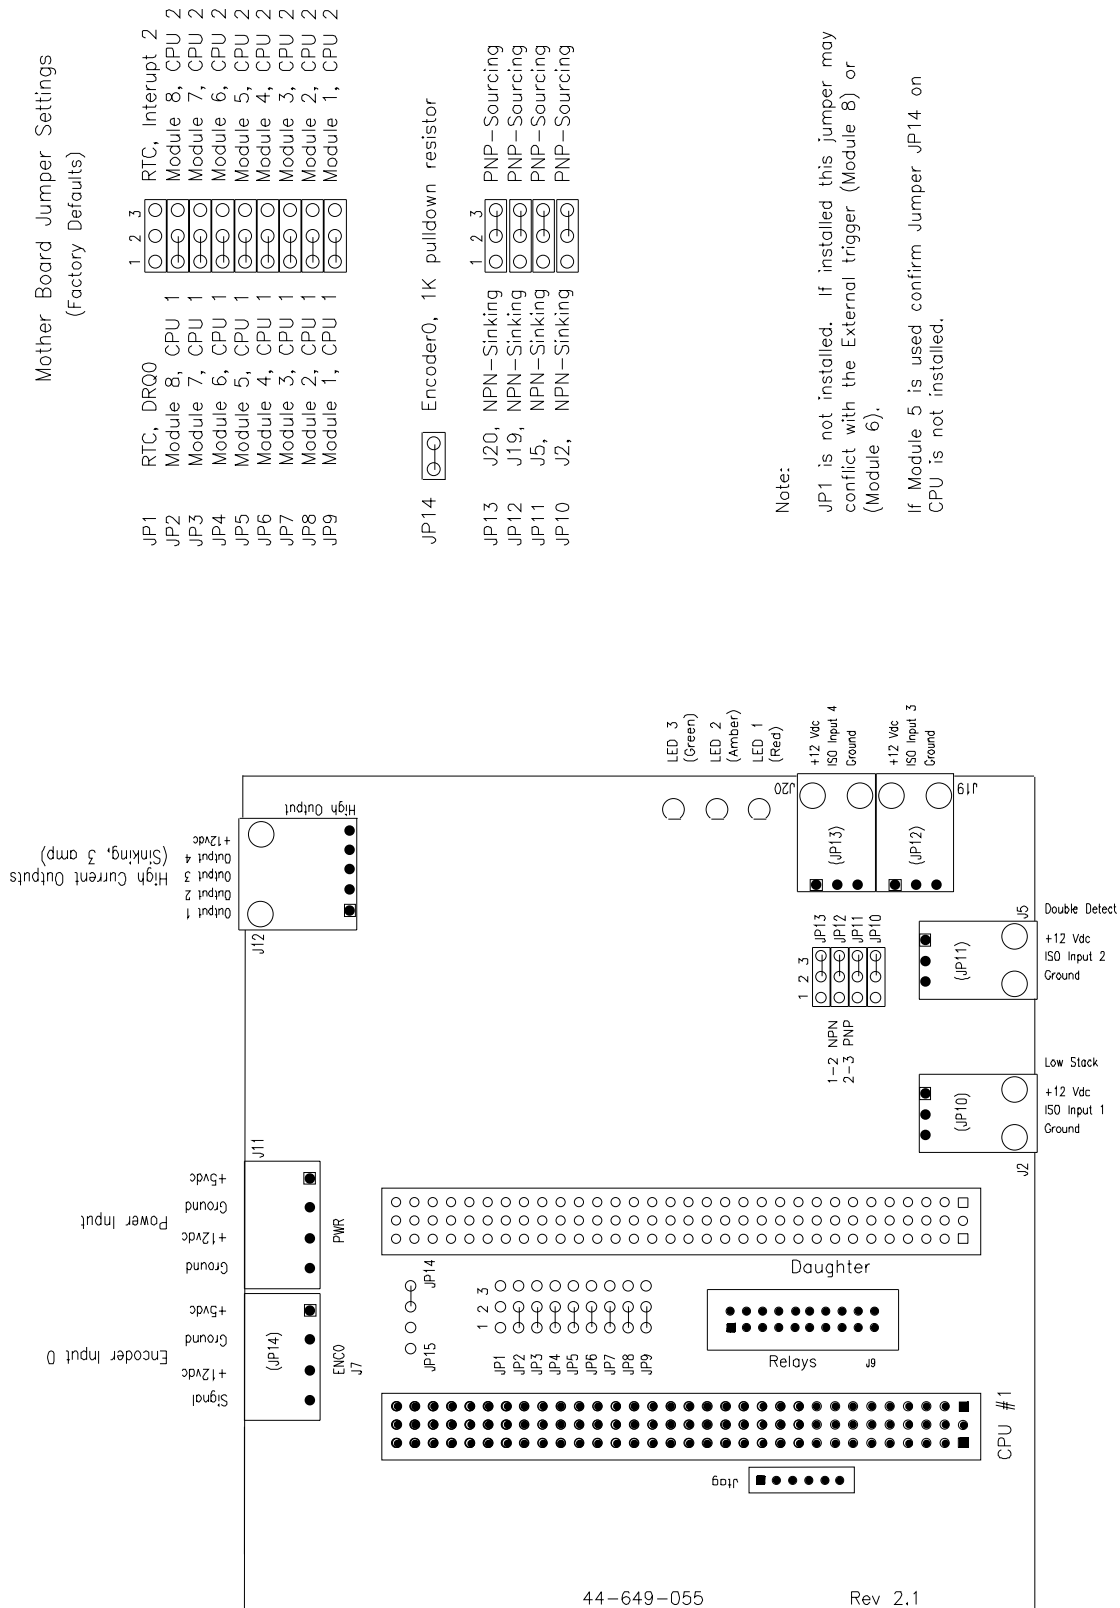 Mother Board Jumper Settings
(Factory Defaults)
1 2 3
JP1 RTC, DRQ0 RTC, Interupt 2
JP2 Module 8, CPU 1 Module 8, CPU 2
JP3 Module 7, CPU 1 Module 7, CPU 2
JP4 Module 6, CPU 1 Module 6, CPU 2
JP5 Module 5, CPU 1 Module 5, CPU 2
JP6 Module 4, CPU 1 Module 4, CPU 2
JP7 Module 3, CPU 1 Module 3, CPU 2
JP8 Module 2, CPU 1 Module 2, CPU 2
JP9 Module 1, CPU 1 Module 1, CPU 2
JP14 Encoder0, 1K pulldown resistor
1 2 3
JP13 J20, NPN-Sinking PNP-Sourcing
JP12 J19, NPN-Sinking PNP-Sourcing
JP11 J5, NPN-Sinking PNP-Sourcing
JP10 J2, NPN-Sinking PNP-Sourcing
Note:
JP1 is not installed. If installed this jumper may
conflict with the External trigger (Module 8) or
(Module 6).
If Module 5 is used confirm Jumper JP14 on
CPU is not installed.
High Current Outputs
(Sinking, 3 amp)
+12vdc
Output 4
Output 3
Output 2
Output 1
High Output
J12
LED 3
(Green)
LED 2
(Amber)
LED 1
(Red)
+12 Vdc
ISO Input 4
Ground
J20
(JP13)
+12 Vdc
ISO Input 3
Ground
J19
(JP12)
1 2 3
JP13
JP12
JP11
JP10
1-2 NPN
2-3 PNP
J5
Double Detect
+12 Vdc
ISO Input 2
Ground
(JP11)
Low Stack
+12 Vdc
ISO Input 1
Ground
(JP10)
J2
Power Input
+5vdc
Ground
+12vdc
Ground
J11
PWR
Encoder Input 0
+5vdc
Ground
+12vdc
Signal
(JP14)
ENC0
J7
JP14
JP15
1 2 3
JP1
JP2
JP3
JP4
JP5
JP6
JP7
JP8
JP9
Daughter
Relays
J9
CPU #1
Jtag
44-649-055
Rev 2.1